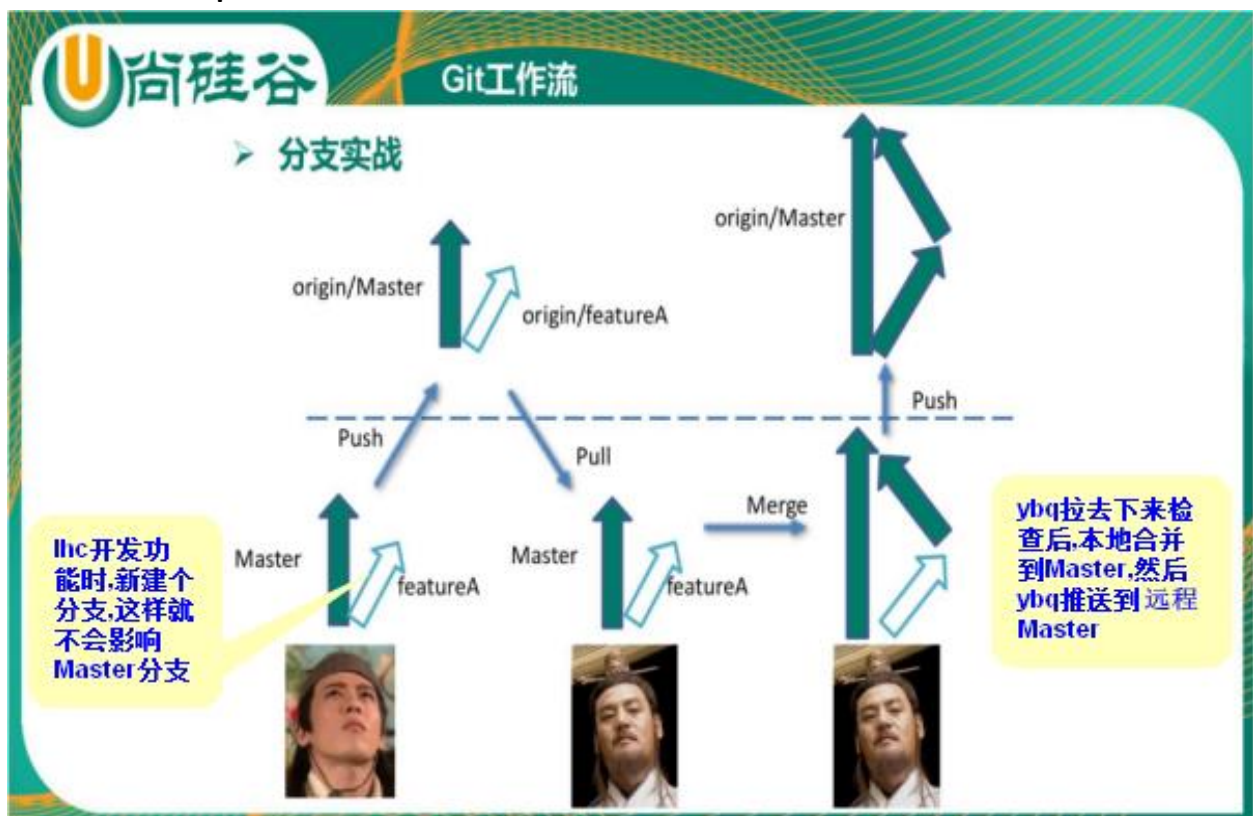 尚硅谷
Git工作流
➢ 分支实战
origin/Master
origin/Master
origin/featureA
Push
Push
Pull
Merge
Master
featureA
Master
featureA
lhc开发功
能时,新建个
分支,这样就
不会影响
Master分支
ybq拉去下来检
查后,本地合并
到Master,然后
ybq推送到 远程
Master